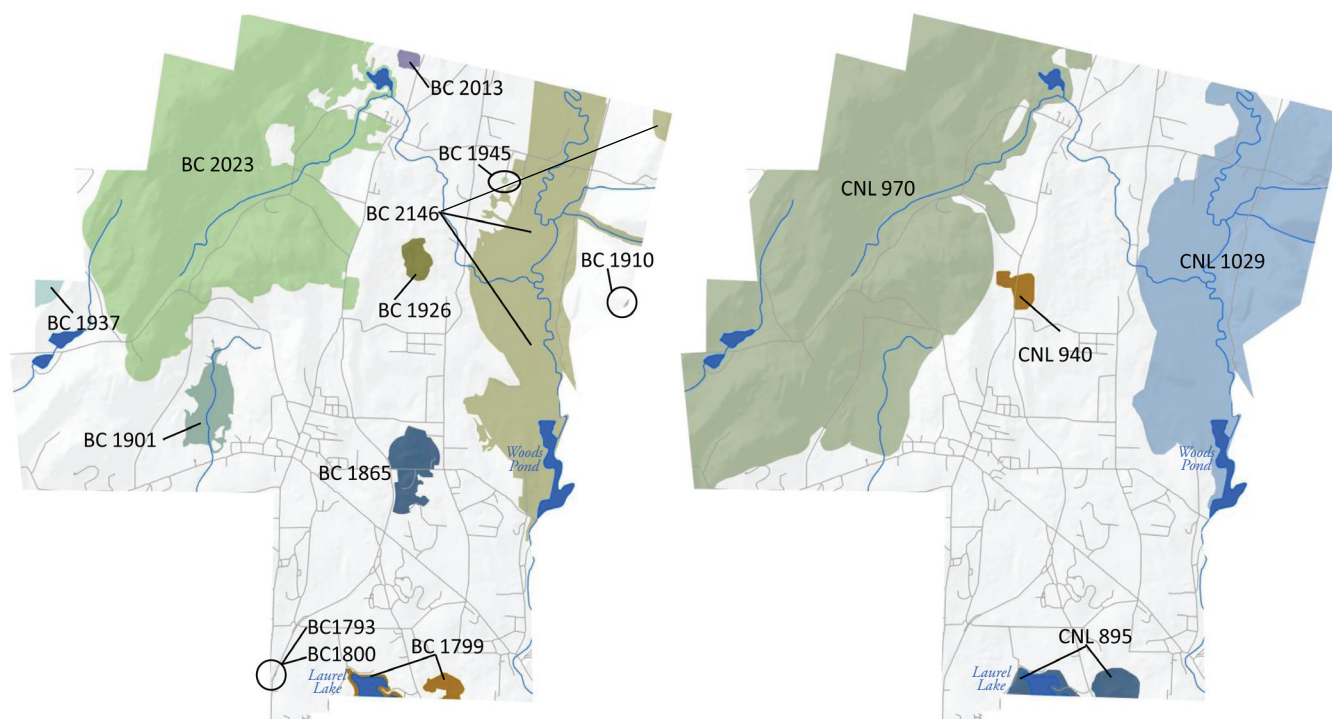 BC 2013
BC 1945
BC 2023
BC 2146
BC 1910
BC 1926
BC 1937
BC 1901
BC 1865
Woods
Pond
BC1793
BC1800
BC 1799
Laurel
Lake
CNL 970
CNL 1029
CNL 940
Woods
Pond
CNL 895
Laurel
Lake